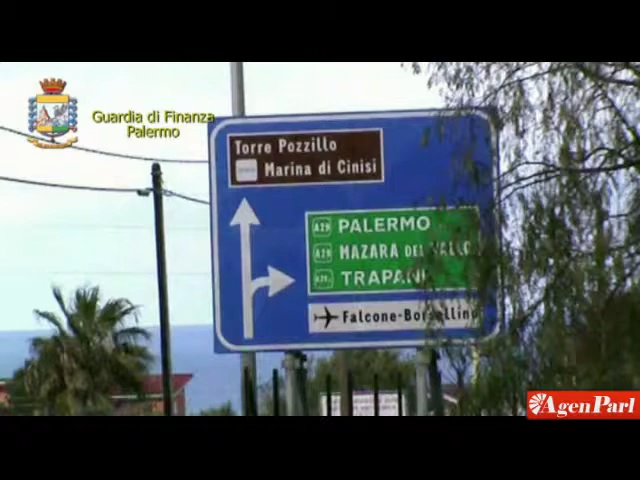 Guardia di Finanza
Palermo
Torre Pozzillo
Marina di Cinisi
A29 PALERMO
A29 MAZARA DEL VALLO
TRAPANI
Falcone-Borsellino
AgenParl